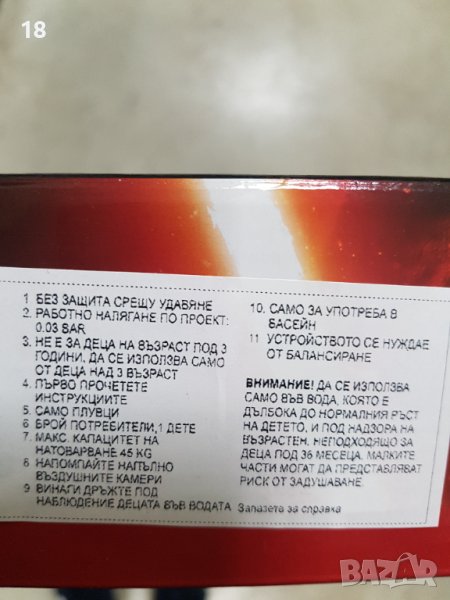 18
1 БЕЗ ЗАЩИТА СРЕЩУ УДАВЯНЕ
2. РАБОТНО НАЛЯГАНЕ ПО ПРОЕКТ:
0.03 BAR
3. НЕ Е ЗА ДЕЦА НА ВЪЗРАСТ ПОД 3
ГОДИНИ. ДА СЕ ИЗПОЛЗВА САМО
ОТ ДЕЦА НАД 3 ВЪЗРАСТ
4. ПЪРВО ПРОЧЕТЕТЕ
ИНСТРУКЦИИТЕ
5 САМО ПЛУВЦИ
6 БРОЙ ПОТРЕБИТЕЛИ,1 ДЕТЕ
7. МАКС. КАПАЦИТЕТ НА
НАТОВАРВАНЕ 45 KG
8 НАПОМПАЙТЕ НАПЪЛНО
ВЪЗДУШНИТЕ КАМЕРИ
9 ВИНАГИ ДРЪЖТЕ ПОД
НАБЛЮДЕНИЕ ДЕЦАТА ВЪВ ВОДАТА Запазете за справка
10. САМО ЗА УПОТРЕБА В
БАСЕЙН
11 УСТРОЙСТВОТО СЕ НУЖДАЕ
ОТ БАЛАНСИРАНЕ
ВНИМАНИЕ! ДА СЕ ИЗПОЛЗВА
САМО ВЪВ ВОДА, КОЯТО Е
ДЪЛБОКА ДО НОРМАЛНИЯ РЪСТ
НА ДЕТЕТО, И ПОД НАДЗОРА НА
ВЪЗРАСТЕН. НЕПОДХОДЯЩО ЗА
ДЕЦА ПОД 36 МЕСЕЦА. МАЛКИТЕ
ЧАСТИ МОГАТ ДА ПРЕДСТАВЛЯВАТ
РИСК ОТ ЗАДУШАВАНЕ.
BAZAR